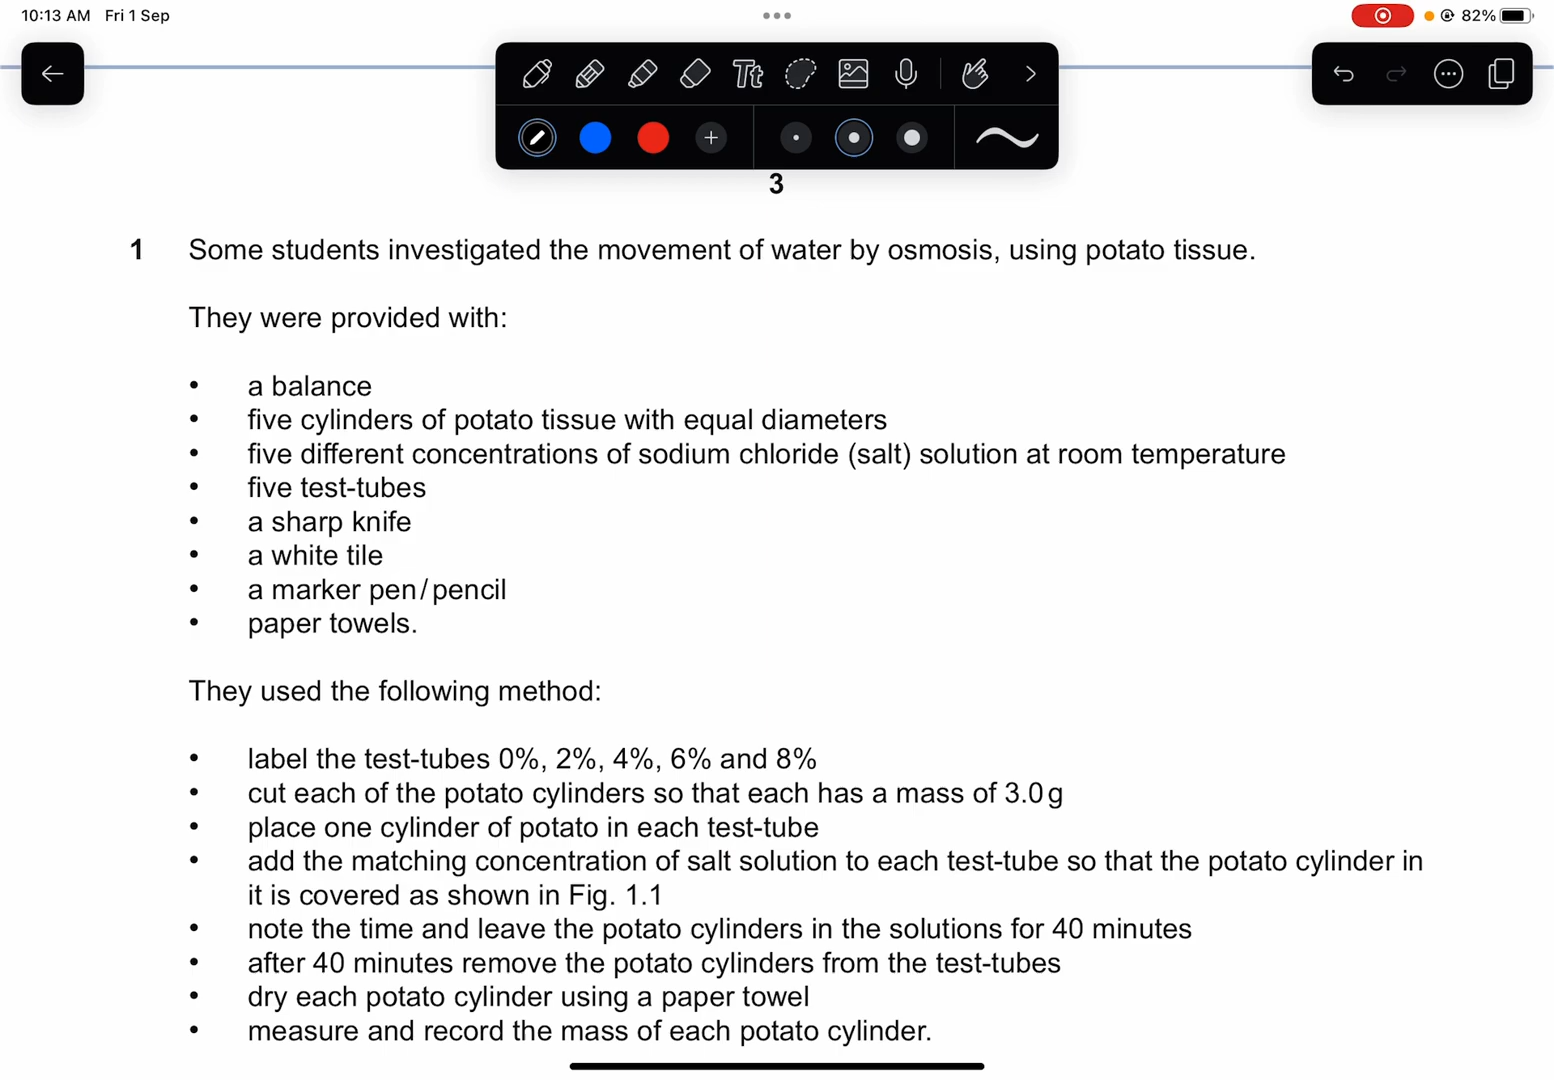 10:13 AM Fri 1 Sep
82%
Tt
3
1 Some students investigated the movement of water by osmosis, using potato tissue.
They were provided with:
• a balance
• five cylinders of potato tissue with equal diameters
• five different concentrations of sodium chloride (salt) solution at room temperature
• five test-tubes
• a sharp knife
• a white tile
• a marker pen/pencil
• paper towels.
They used the following method:
• label the test-tubes 0%, 2%, 4%, 6% and 8%
• cut each of the potato cylinders so that each has a mass of 3.0 g
• place one cylinder of potato in each test-tube
• add the matching concentration of salt solution to each test-tube so that the potato cylinder in
it is covered as shown in Fig. 1.1
• note the time and leave the potato cylinders in the solutions for 40 minutes
• after 40 minutes remove the potato cylinders from the test-tubes
• dry each potato cylinder using a paper towel
• measure and record the mass of each potato cylinder.